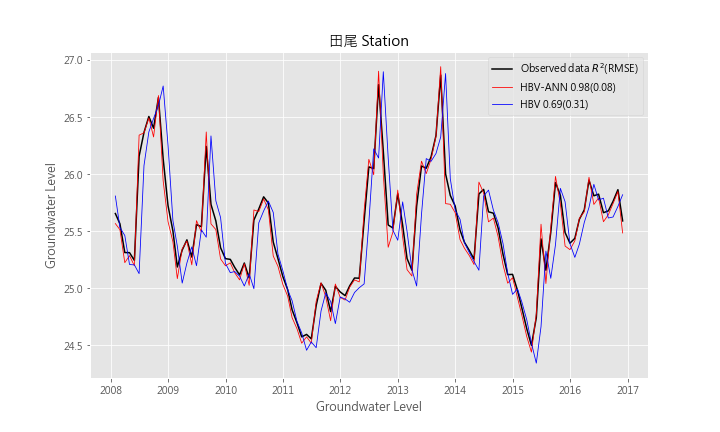 田尾 Station
27.0
26.5
26.0
25.5
25.0
24.5
Groundwater Level
Observed data R²(RMSE)
HBV-ANN 0.98(0.08)
HBV 0.69(0.31)
2008 2009 2010 2011 2012 2013 2014 2015 2016 2017
Groundwater Level